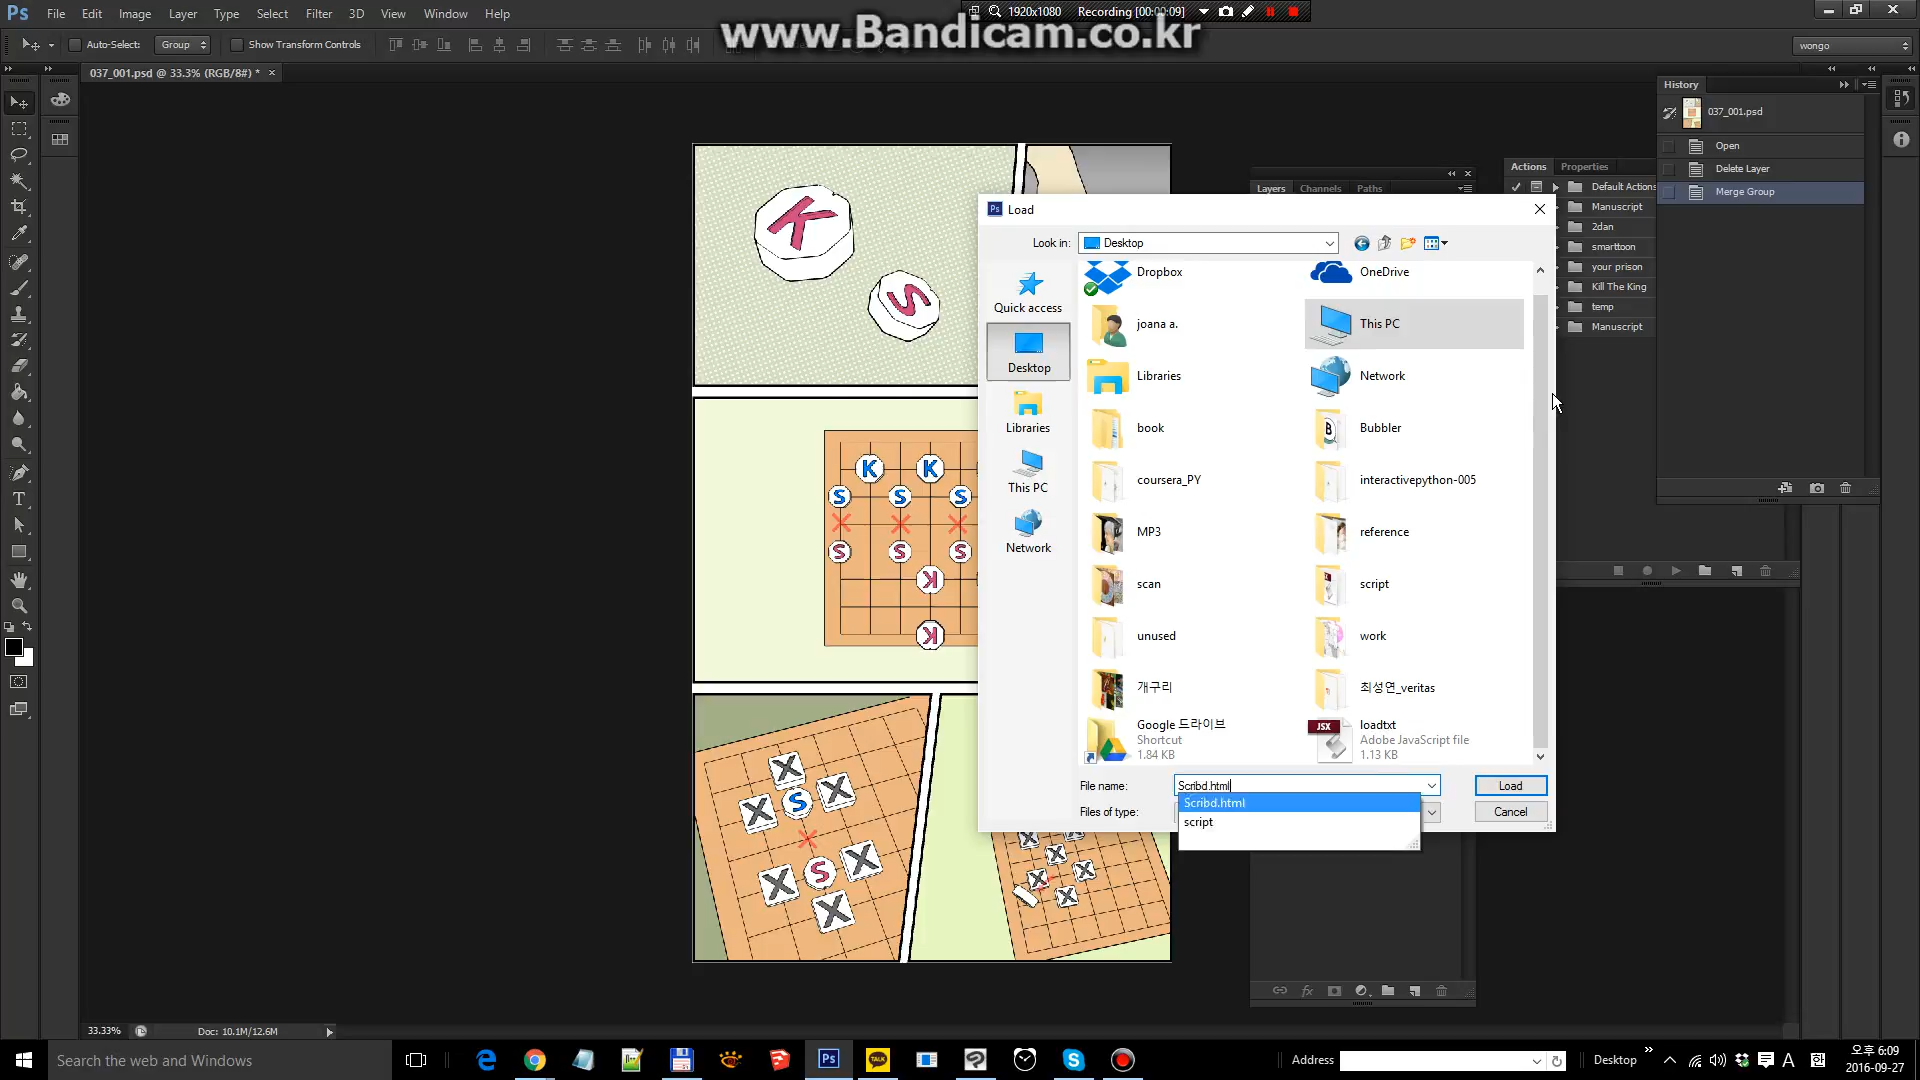 Ps File Edit Image Layer Type Select Filter 3D View Window Help
1920x1080 Recording [00:00:09]
www.Bandicam.co.kr
Auto-Select: Group Show Transform Controls
wongo
037_001.psd @ 33.3% (RGB/8#) *
History
037_001.psd
Open
Delete Layer
Merge Group
Actions Properties
Default Actions
Manuscript
2dan
smarttoon
your prison
Kill The King
temp
Manuscript
Layers Channels Paths
Ps Load
Look in: Desktop
Quick access
Desktop
Libraries
This PC
Network
Dropbox OneDrive
joana a. This PC
Libraries Network
book Bubbler
coursera_PY interactivepython-005
MP3 reference
scan script
unused work
개구리 최성연_veritas
Google 드라이브
Shortcut
1.84 KB
JSX
loadtxt
Adobe JavaScript file
1.13 KB
File name: Scribd.html Load
Scribd.html
script
Files of type: Cancel
K
S
K K
S S S
S S S
K
K
X
X S X
X S X
X
X
X X
X X
T
fx
33.33% Doc: 10.1M/12.6M
Search the web and Windows
Ps
TALK
Address
Desktop
A
한
오후 6:09
2016-09-27